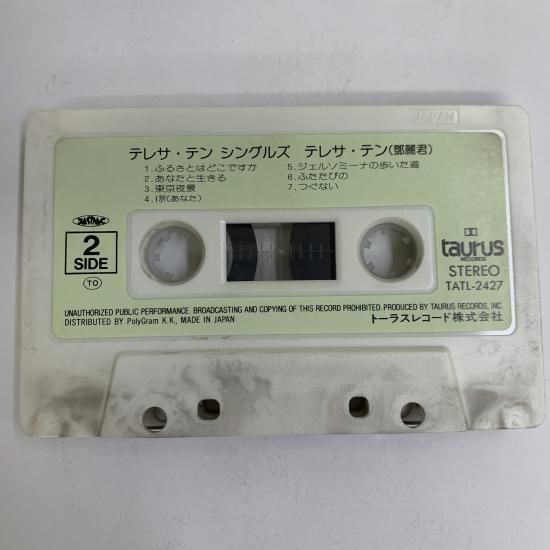 JAPAN
テレサ・テン シングルズ テレサ・テン(鄧麗君)
1.ふるさとはどこですか
2.あなたと生きる
3.東京夜景
4.你(あなた)
5.ジェルソミーナの歩いた道
6.ふたたびの
7.つぐない
JASRAC
2
SIDE
TO
taurus
RECORDS
STEREO
TATL-2427
UNAUTHORIZED PUBLIC PERFORMANCE. BROADCASTING AND COPYING OF THIS RECORD PROHIBITED. PRODUCED BY TAURUS RECORDS, INC
DISTRIBUTED BY PolyGram K.K., MADE IN JAPAN
トーラスレコード株式会社